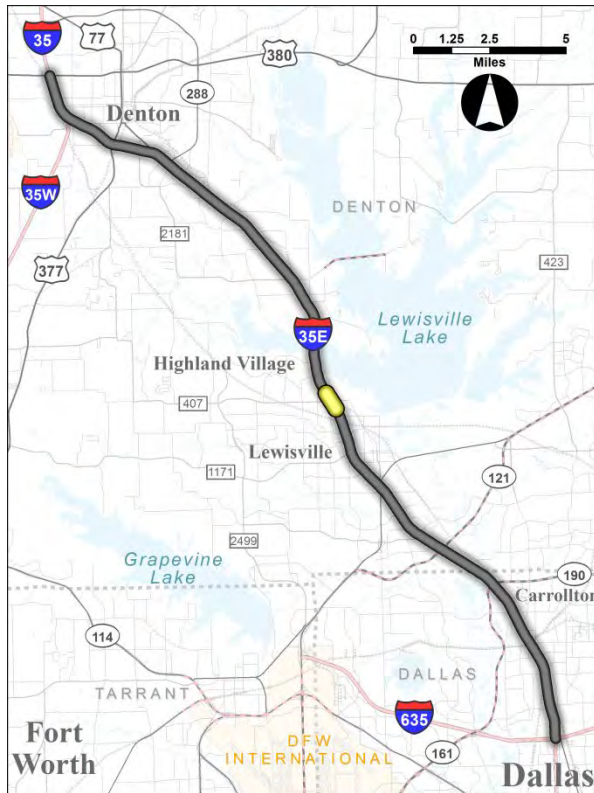 35
77
380
0 1.25 2.5 5
Miles
288
Denton
35W
DENTON
2181
377
423
Lewisville
Lake
35E
Highland Village
407
Lewisville
1171
121
2499
Grapevine
Lake
190
Carrollton
114
DALLAS
TARRANT
635
Fort
Worth
DFW
INTERNATIONAL
161
Dallas